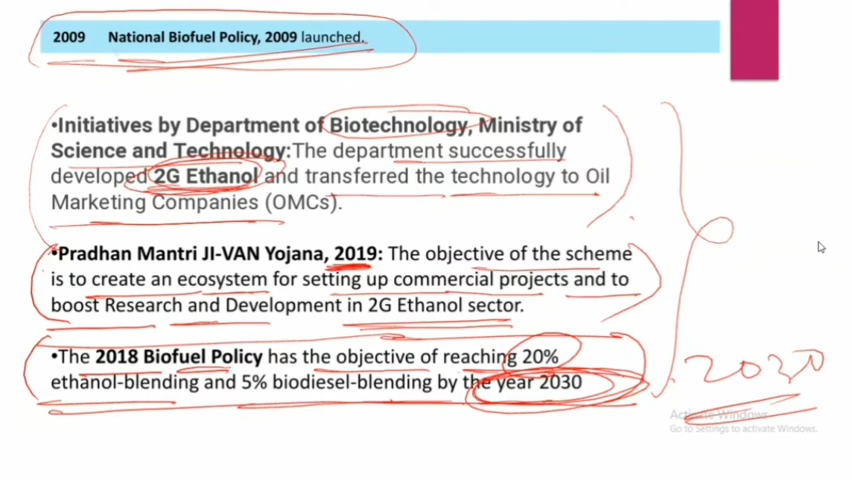 2009 National Biofuel Policy, 2009 launched.
•Initiatives by Department of Biotechnology, Ministry of
Science and Technology:The department successfully
developed 2G Ethanol and transferred the technology to Oil
Marketing Companies (OMCs).
•Pradhan Mantri JI-VAN Yojana, 2019: The objective of the scheme
is to create an ecosystem for setting up commercial projects and to
boost Research and Development in 2G Ethanol sector.
•The 2018 Biofuel Policy has the objective of reaching 20%
ethanol-blending and 5% biodiesel-blending by the year 2030
2030
Activate Windows
Go to Settings to activate Windows.